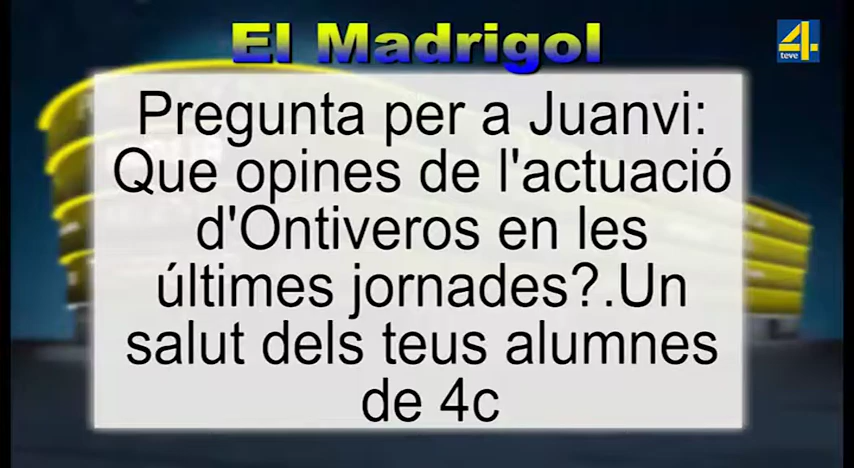 El Madrigol
4
teve
Pregunta per a Juanvi:
Que opines de l'actuació
d'Ontiveros en les
últimes jornades?.Un
salut dels teus alumnes
de 4c